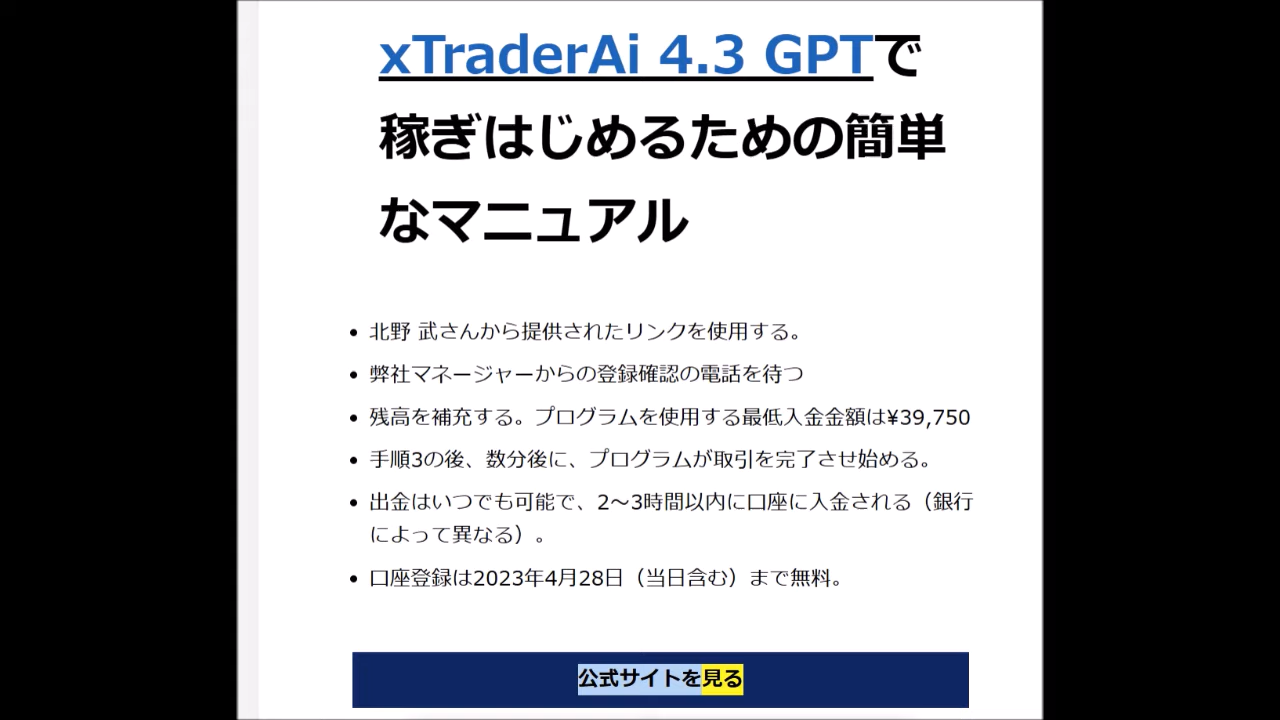 xTraderAi 4.3 GPTで
稼ぎはじめるための簡単
なマニュアル
北野 武さんから提供されたリンクを使用する。
弊社マネージャーからの登録確認の電話を待つ
残高を補充する。プログラムを使用する最低入金金額は¥39,750
手順3の後、数分後に、プログラムが取引を完了させ始める。
出金はいつでも可能で、2〜3時間以内に口座に入金される（銀行
によって異なる）。
口座登録は2023年4月28日（当日含む）まで無料。
公式サイトを見る